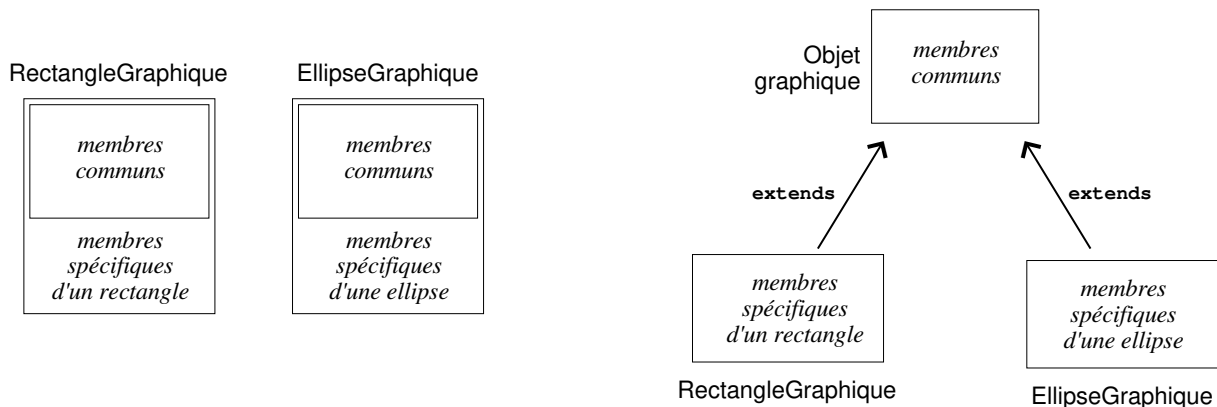 RectangleGraphique
membres
communs
membres
spécifiques
d'un rectangle
EllipseGraphique
membres
communs
membres
spécifiques
d'une ellipse
Objet
graphique
membres
communs
extends
extends
membres
spécifiques
d'un rectangle
RectangleGraphique
membres
spécifiques
d'une ellipse
EllipseGraphique